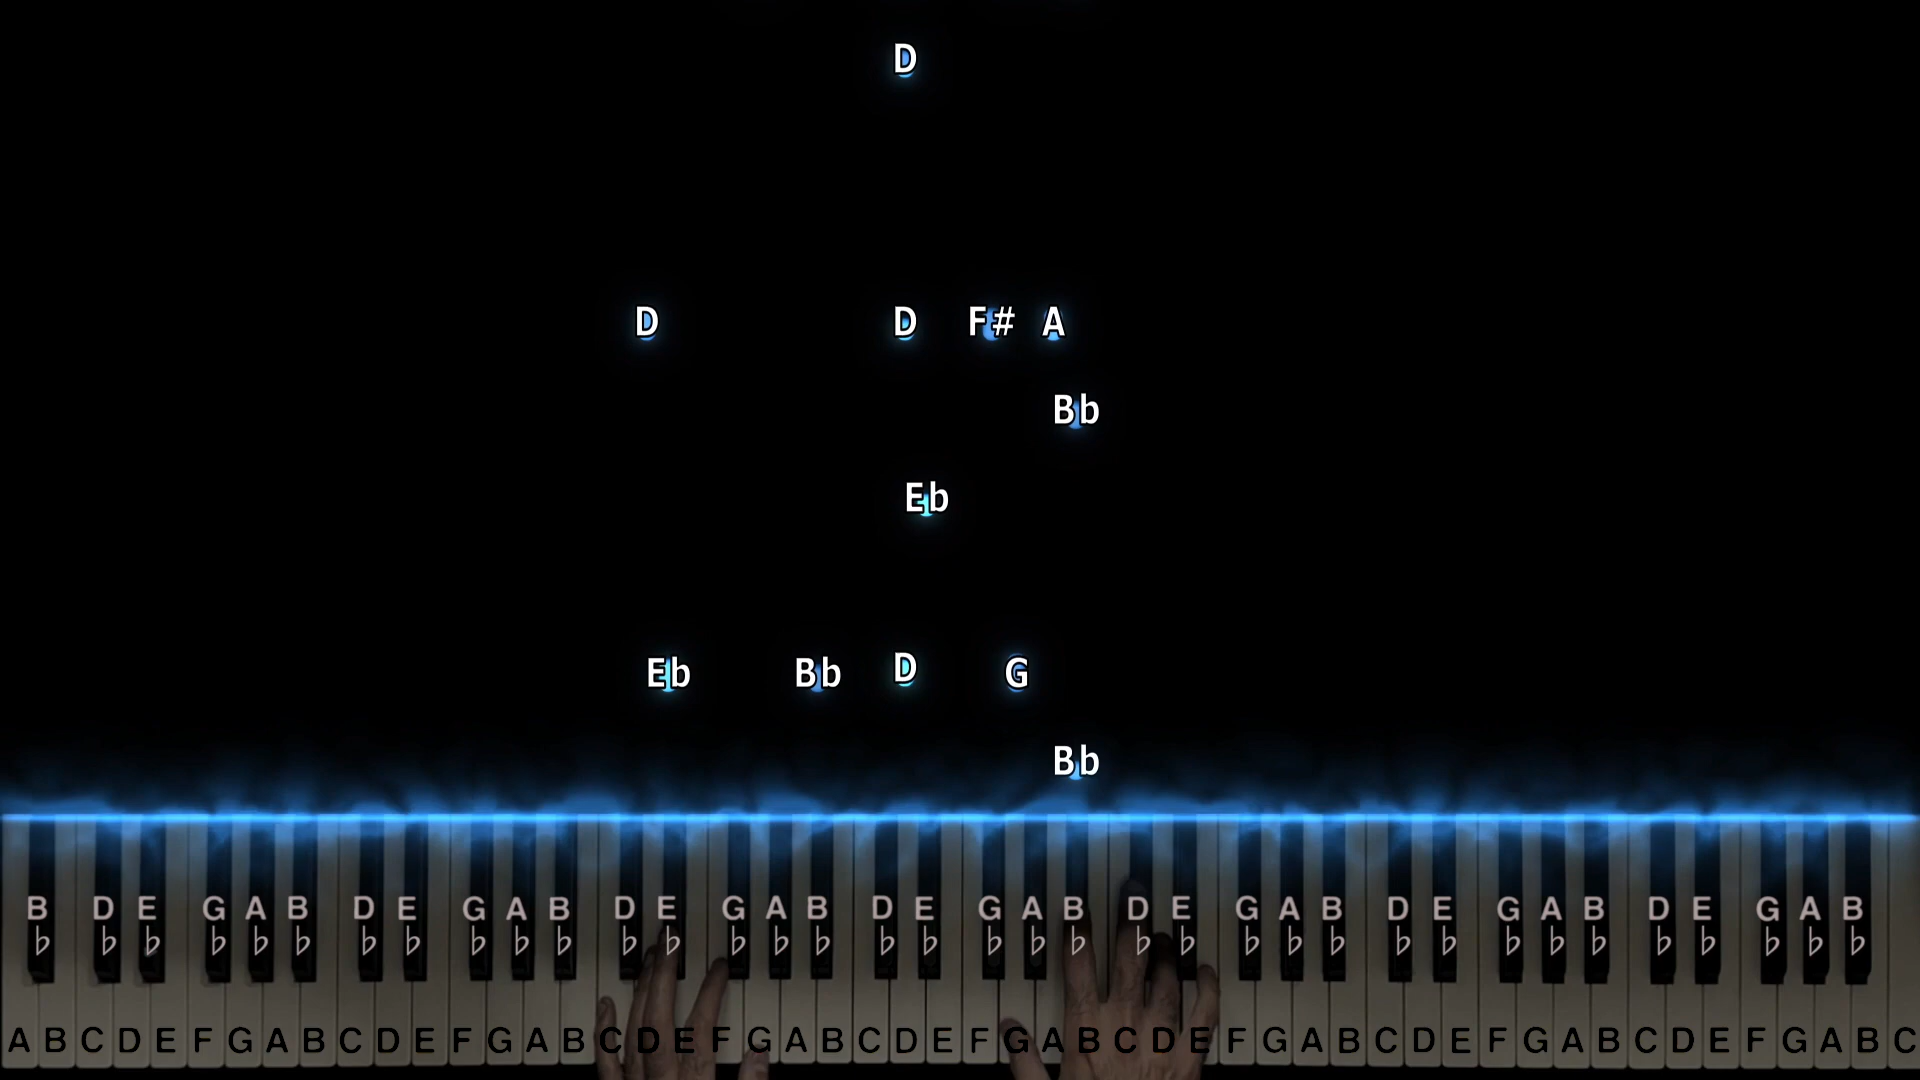 D
D D F# A
Bb
Eb
Eb Bb D G
Bb
B D E G A B D E G A B D E G A B D E G A B D E G A B D E G A B D E G A B
♭ ♭ ♭ ♭ ♭ ♭ ♭ ♭ ♭ ♭ ♭ ♭ ♭ ♭ ♭ ♭ ♭ ♭ ♭ ♭ ♭ ♭ ♭ ♭ ♭ ♭ ♭ ♭ ♭ ♭ ♭ ♭ ♭ ♭ ♭ ♭
A B C D E F G A B C D E F G A B C D E F G A B C D E F G A B C D E F G A B C D E F G A B C D E F G A B C